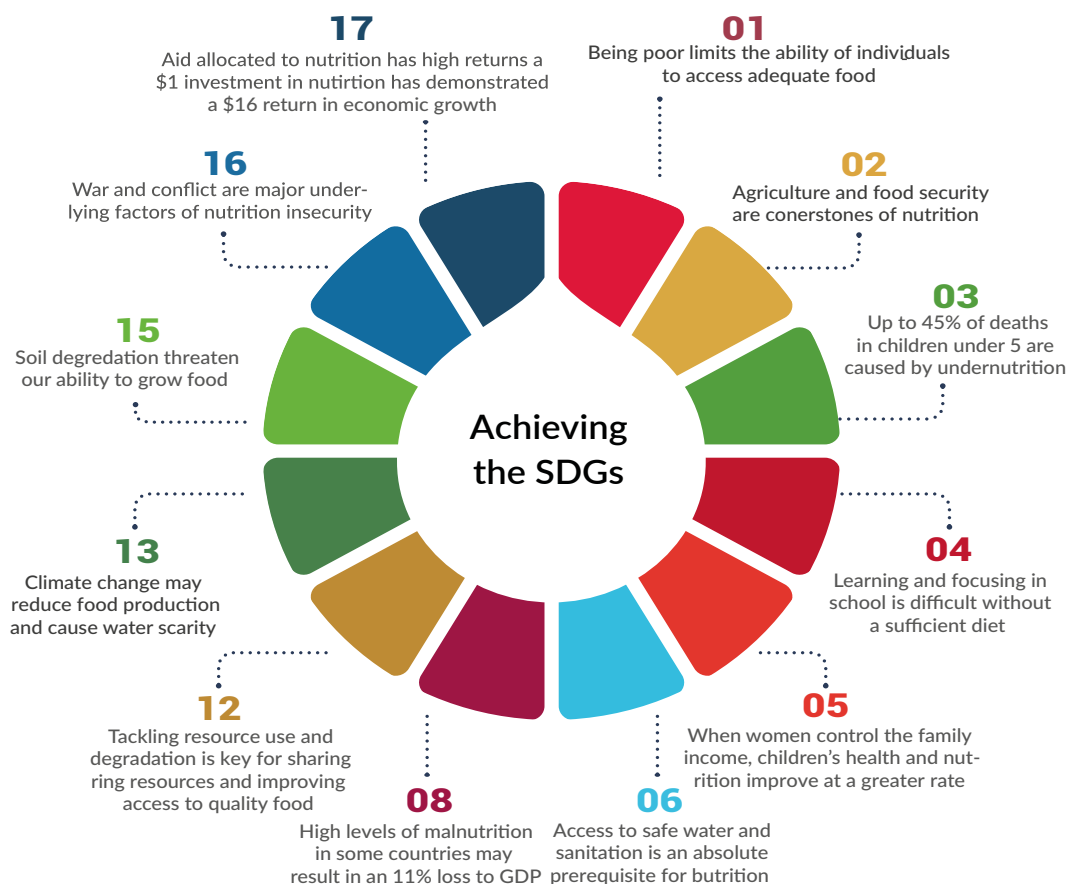 17
Aid allocated to nutrition has high returns a
$1 investment in nutirtion has demonstrated
a $16 return in economic growth
01
Being poor limits the ability of individuals
to access adequate food
16
War and conflict are major under-
lying factors of nutrition insecurity
02
Agriculture and food security
are conerstones of nutrition
03
Up to 45% of deaths
in children under 5 are
caused by undernutrition
15
Soil degredation threaten
our ability to grow food
Achieving
the SDGs
13
Climate change may
reduce food production
and cause water scarity
04
Learning and focusing in
school is difficult without
a sufficient diet
12
Tackling resource use and
degradation is key for sharing
ring resources and improving
access to quality food
05
When women control the family
income, children’s health and nut-
rition improve at a greater rate
08
High levels of malnutrition
in some countries may
result in an 11% loss to GDP
06
Access to safe water and
sanitation is an absolute
prerequisite for butrition